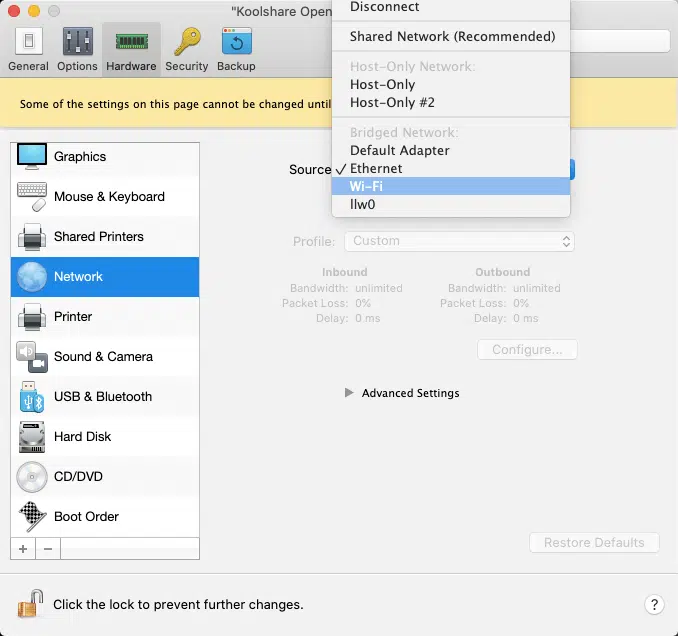 "Koolshare Open
Disconnect
Shared Network (Recommended)
Host-Only Network:
Host-Only
Host-Only #2
Bridged Network:
Default Adapter
✓ Ethernet
Wi-Fi
llw0
General Options Hardware Security Backup
Some of the settings on this page cannot be changed until
Graphics
Mouse & Keyboard
Shared Printers
Network
Printer
Sound & Camera
USB & Bluetooth
Hard Disk
CD/DVD
Boot Order
+ −
Source
Profile: Custom
Inbound Outbound
Bandwidth: unlimited Bandwidth: unlimited
Packet Loss: 0% Packet Loss: 0%
Delay: 0 ms Delay: 0 ms
Configure...
Advanced Settings
Restore Defaults
Click the lock to prevent further changes.
?